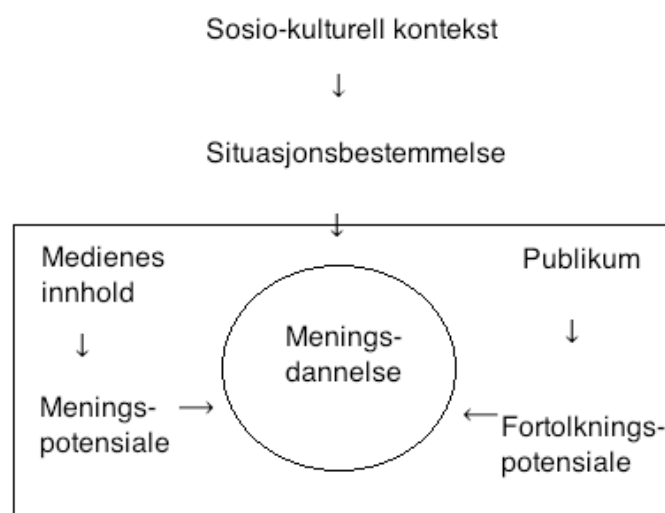 Sosio-kulturell kontekst
↓
Situasjonsbestemmelse
↓
Medienes
innhold
↓
Menings-
potensiale →
Menings-
dannelse
Publikum
↓
← Fortolknings-
potensiale